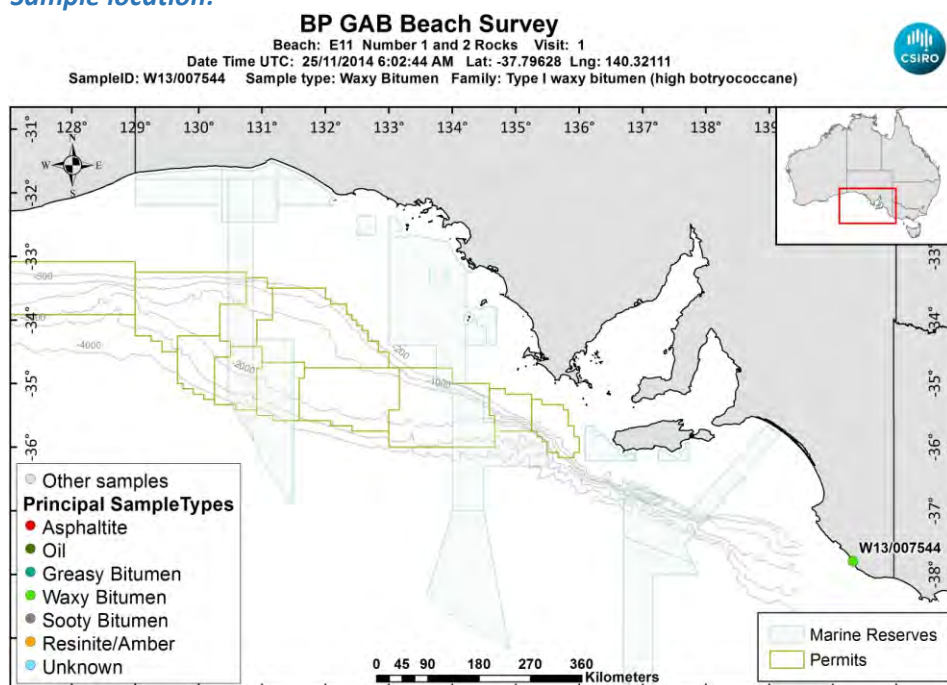 Sample location:
BP GAB Beach Survey
Beach: E11 Number 1 and 2 Rocks Visit: 1
Date Time UTC: 25/11/2014 6:02:44 AM Lat: -37.79628 Lng: 140.32111
SampleID: W13/007544 Sample type: Waxy Bitumen Family: Type I waxy bitumen (high botryococcane)
CSIRO
128° 129° 130° 131° 132° 133° 134° 135° 136° 137° 138° 139
-31° 
N
W E
S
-32°
-33° -33°
-34° -34°
-35° -35°
-36° -36°
-37° -37°
-38° -38°
-200
-1000
-2000
-4000
W13/007544
Other samples
Principal SampleTypes
Asphaltite
Oil
Greasy Bitumen
Waxy Bitumen
Sooty Bitumen
Resinite/Amber
Unknown
0 45 90 180 270 360
Kilometers
Marine Reserves
Permits